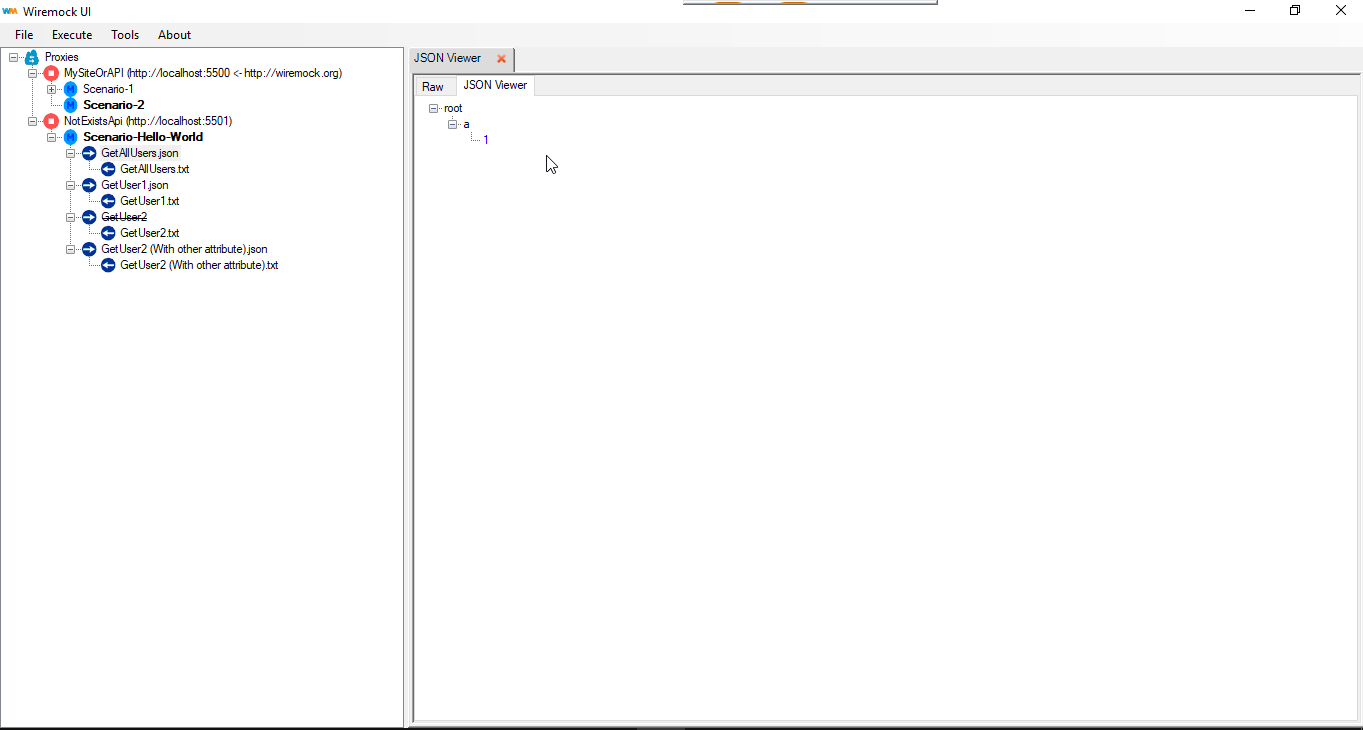 WM Wiremock UI
File Execute Tools About
Proxies
MySiteOrAPI (http://localhost:5500 <- http://wiremock.org)
M Scenario-1
M Scenario-2
NotExistsApi (http://localhost:5501)
M Scenario-Hello-World
GetAllUsers.json
GetAllUsers.txt
GetUser1.json
GetUser1.txt
GetUser2
GetUser2.txt
GetUser2 (With other attribute).json
GetUser2 (With other attribute).txt
JSON Viewer
Raw JSON Viewer
root
a
1